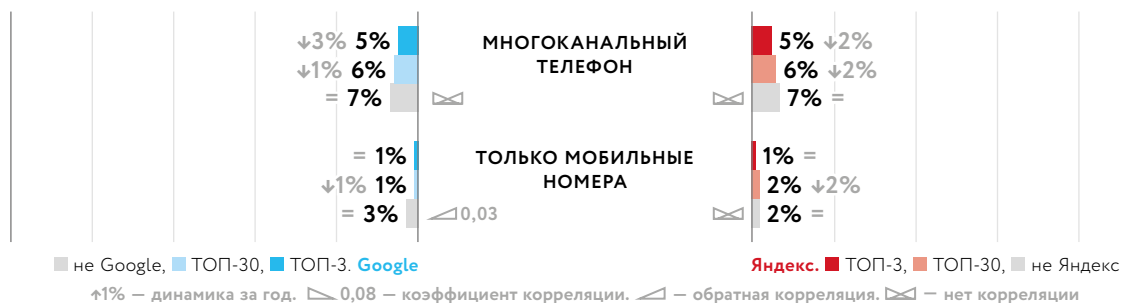 ↓3% 5% МНОГОКАНАЛЬНЫЙ 5% ↓2%
↓1% 6% ТЕЛЕФОН 6% ↓2%
= 7% 7% =
= 1% ТОЛЬКО МОБИЛЬНЫЕ 1% =
↓1% 1% НОМЕРА 2% ↓2%
= 3% 0,03 2% =
не Google, ТОП-30, ТОП-3. Google Яндекс. ТОП-3, ТОП-30, не Яндекс
↑1% — динамика за год. 0,08 — коэффициент корреляции. — обратная корреляция. — нет корреляции